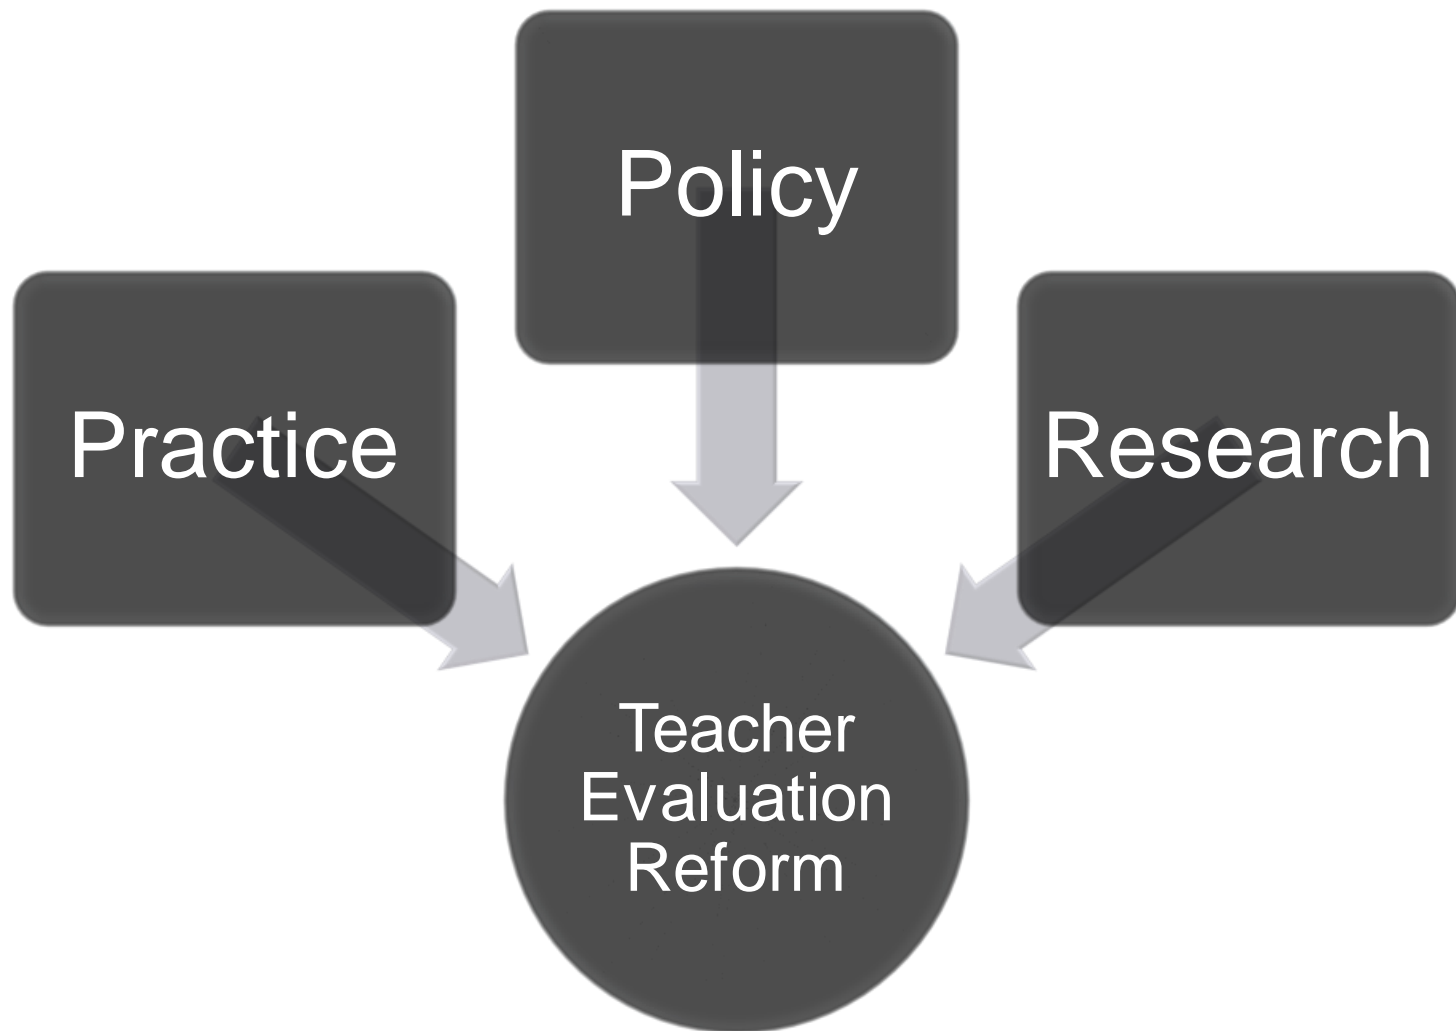 Policy
Practice
Research
Teacher
Evaluation
Reform